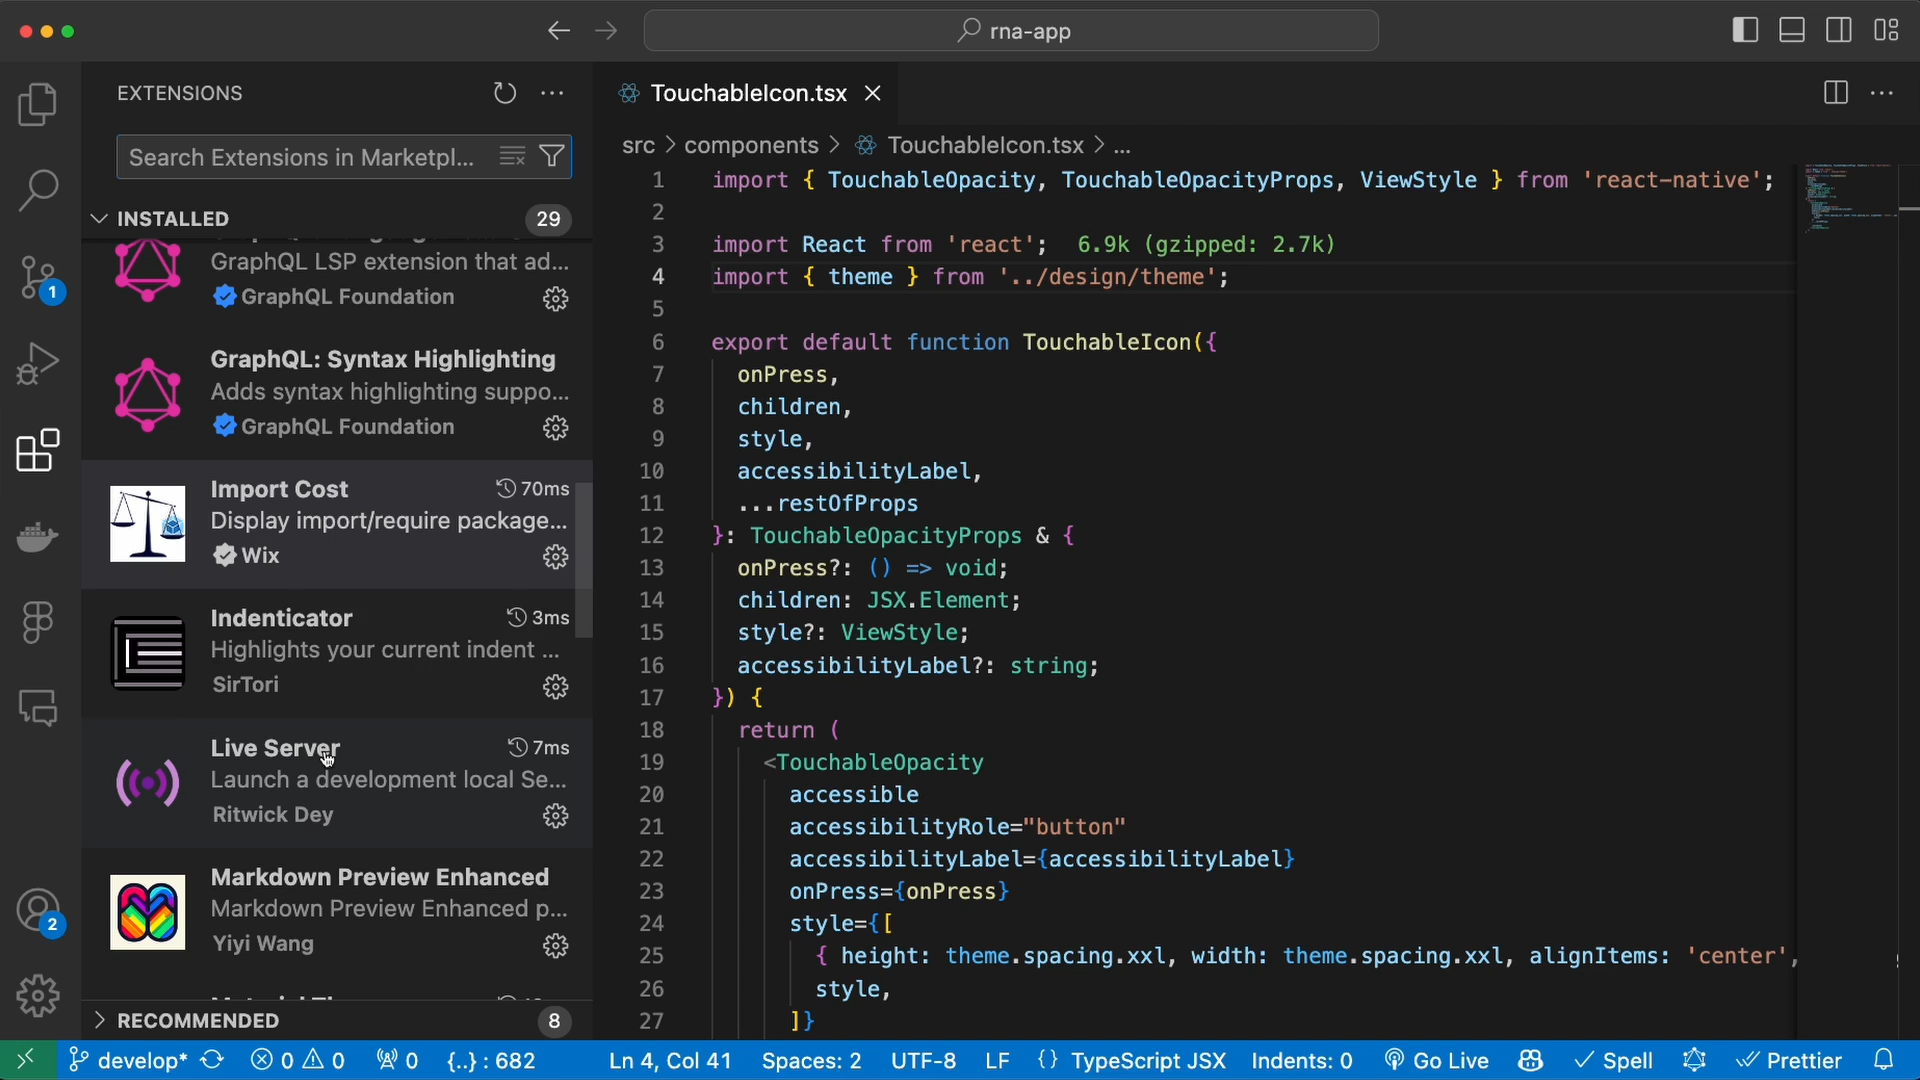 rna-app
EXTENSIONS
Search Extensions in Marketpl...
INSTALLED
29
GraphQL LSP extension that ad...
GraphQL Foundation
GraphQL: Syntax Highlighting
Adds syntax highlighting suppo...
GraphQL Foundation
Import Cost
70ms
Display import/require package...
Wix
Indenticator
3ms
Highlights your current indent ...
SirTori
Live Server
7ms
Launch a development local Se...
Ritwick Dey
Markdown Preview Enhanced
Markdown Preview Enhanced p...
Yiyi Wang
RECOMMENDED
8
1
2
TouchableIcon.tsx
src > components > TouchableIcon.tsx > ...
1 import { TouchableOpacity, TouchableOpacityProps, ViewStyle } from 'react-native';
2
3 import React from 'react'; 6.9k (gzipped: 2.7k)
4 import { theme } from '../design/theme';
5
6 export default function TouchableIcon({
7 onPress,
8 children,
9 style,
10 accessibilityLabel,
11 ...restOfProps
12 }: TouchableOpacityProps & {
13 onPress?: () => void;
14 children: JSX.Element;
15 style?: ViewStyle;
16 accessibilityLabel?: string;
17 }) {
18 return (
19 <TouchableOpacity
20 accessible
21 accessibilityRole="button"
22 accessibilityLabel={accessibilityLabel}
23 onPress={onPress}
24 style={[
25 { height: theme.spacing.xxl, width: theme.spacing.xxl, alignItems: 'center',
26 style,
27 ]}
develop* 0 0 0 {..} : 682 Ln 4, Col 41 Spaces: 2 UTF-8 LF {} TypeScript JSX Indents: 0 Go Live Spell Prettier